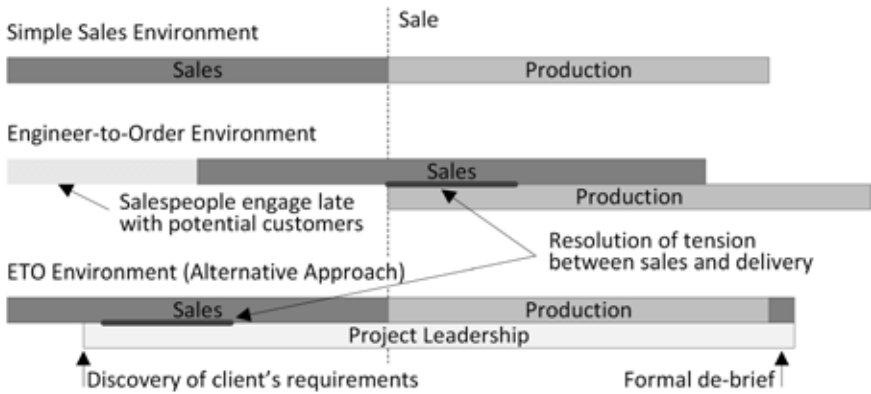 Sale
Simple Sales Environment
Sales
Production
Engineer-to-Order Environment
Sales
Production
Salespeople engage late
with potential customers
Resolution of tension
between sales and delivery
ETO Environment (Alternative Approach)
Sales
Production
Project Leadership
Discovery of client's requirements
Formal de-brief